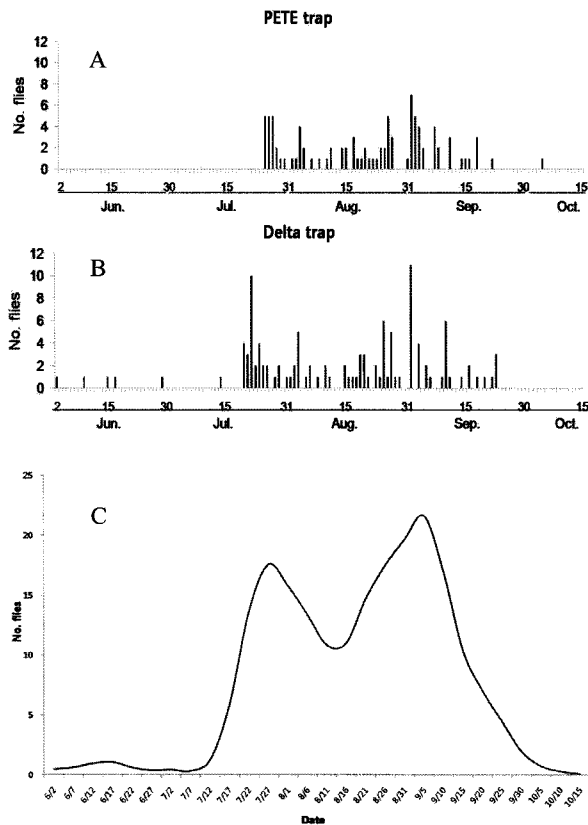 PETE trap
A
No. flies
12
10
8
6
4
2
0
2 15 30 15 31 15 31 15 30 15
Jun. Jul. Aug. Sep. Oct.
Delta trap
B
No. flies
12
10
8
6
4
2
0
2 15 30 15 31 15 31 15 30 15
Jun. Jul. Aug. Sep. Oct.
C
No. flies
25
20
15
10
5
0
6/2 6/7 6/12 6/17 6/22 6/27 7/2 7/7 7/12 7/17 7/22 7/27 8/1 8/6 8/11 8/16 8/21 8/26 8/31 9/5 9/10 9/15 9/20 9/25 9/30 10/5 10/10 10/15
Date